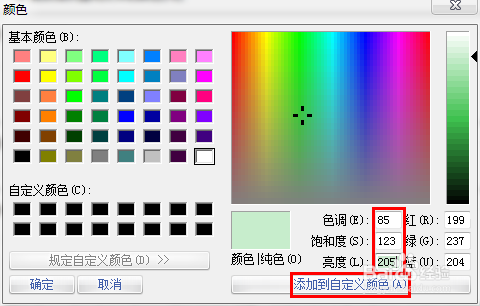 颜色
基本颜色(B):
自定义颜色(C):
规定自定义颜色(D) >>
确定
取消
颜色|纯色(O)
色调(E): 85 红(R): 199
饱和度(S): 123 绿(G): 237
亮度(L): 205 蓝(U): 204
添加到自定义颜色(A)